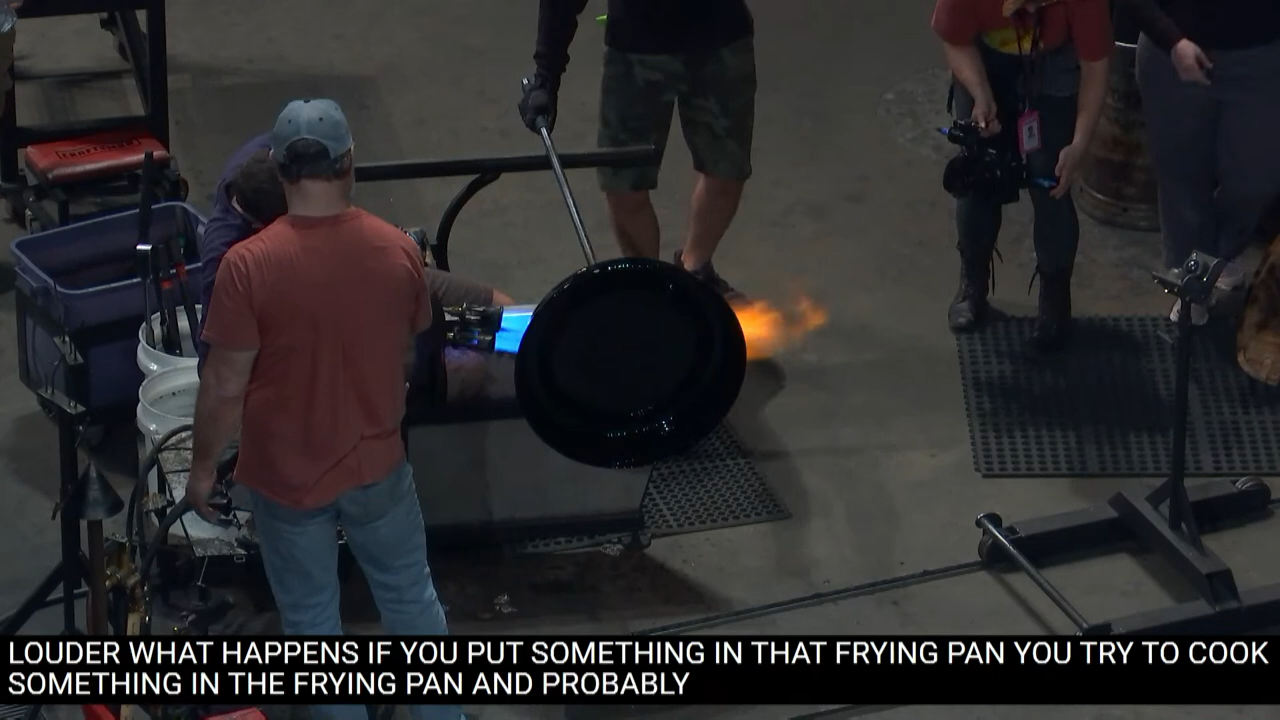 CRAFTSMAN
LOUDER WHAT HAPPENS IF YOU PUT SOMETHING IN THAT FRYING PAN YOU TRY TO COOK
SOMETHING IN THE FRYING PAN AND PROBABLY